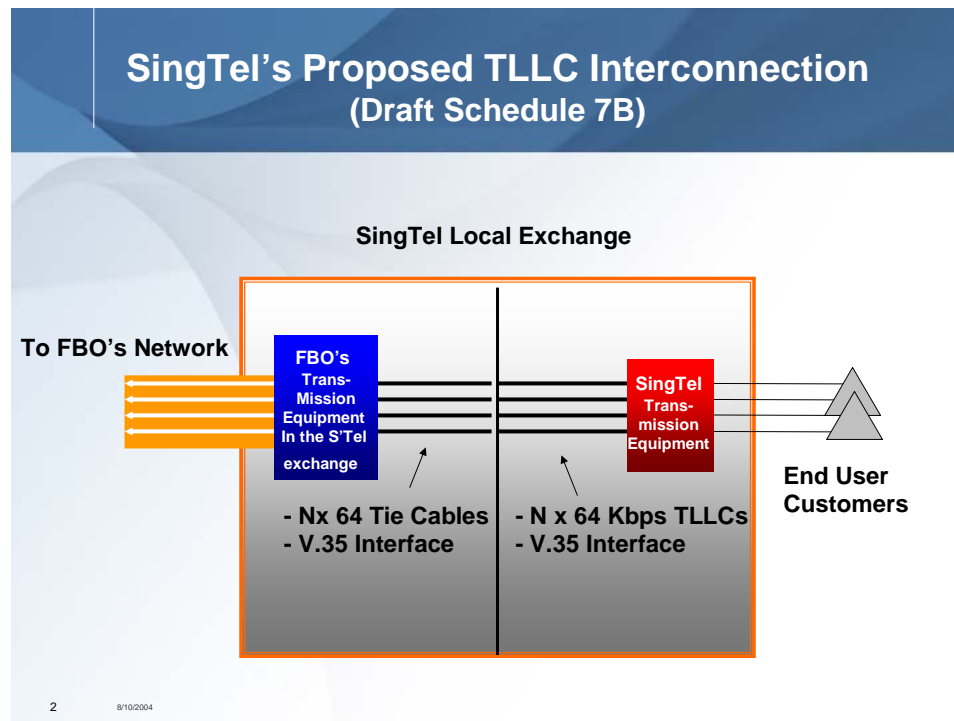 SingTel's Proposed TLLC Interconnection
(Draft Schedule 7B)
SingTel Local Exchange
To FBO's Network
FBO's
Trans-
Mission
Equipment
In the S'Tel
exchange
SingTel
Trans-
mission
Equipment
End User
Customers
- Nx 64 Tie Cables
- V.35 Interface
- N x 64 Kbps TLLCs
- V.35 Interface
2
8/10/2004